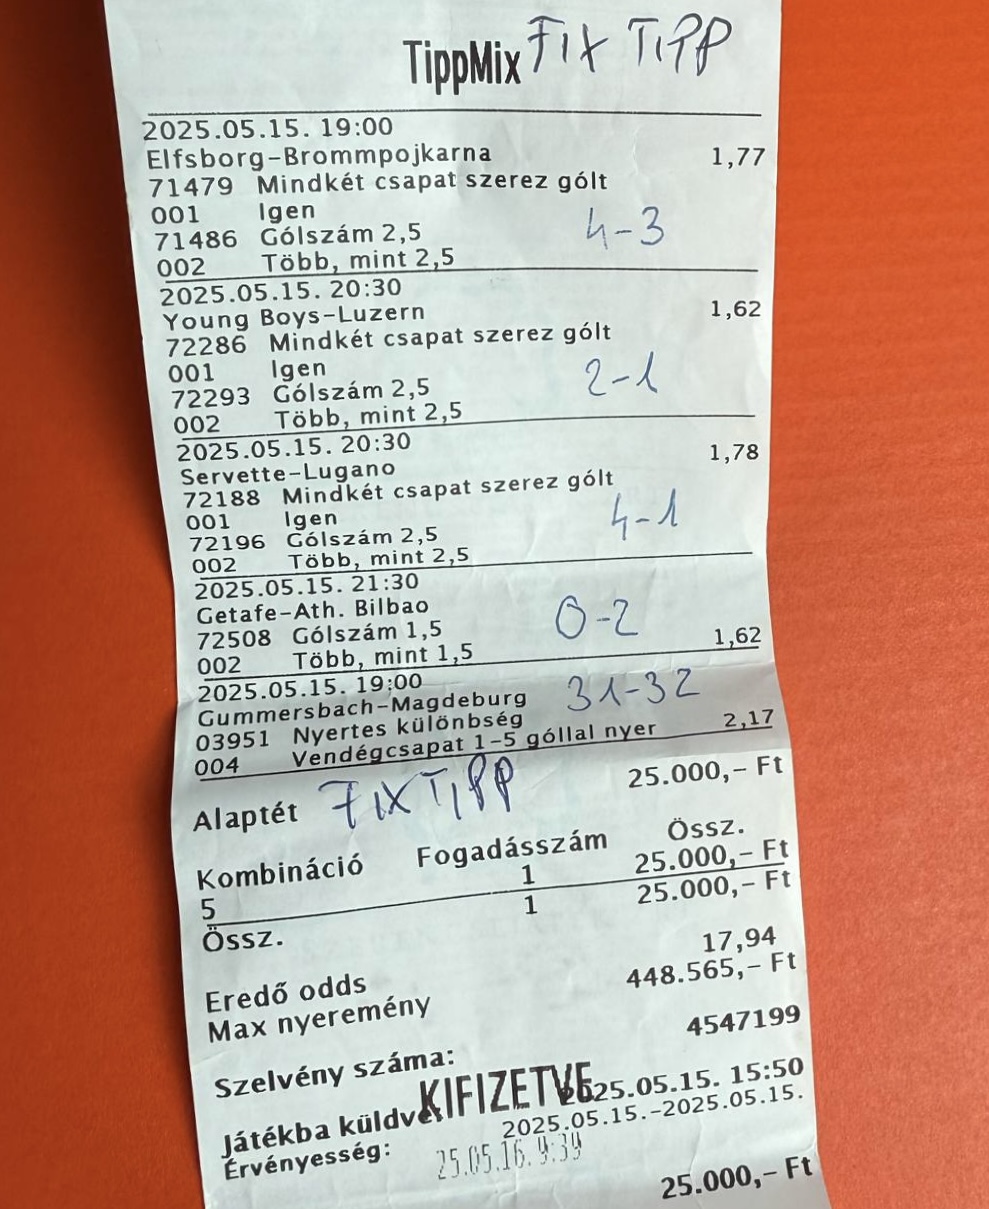 TippMix FIX TIPP
2025.05.15. 19:00
Elfsborg-Brommpojkarna 1,77
71479 Mindkét csapat szerez gólt
001 Igen
71486 Gólszám 2,5 4-3
002 Több, mint 2,5
2025.05.15. 20:30
Young Boys-Luzern 1,62
72286 Mindkét csapat szerez gólt
001 Igen
72293 Gólszám 2,5 2-1
002 Több, mint 2,5
2025.05.15. 20:30
Servette-Lugano 1,78
72188 Mindkét csapat szerez gólt
001 Igen
72196 Gólszám 2,5 4-1
002 Több, mint 2,5
2025.05.15. 21:30
Getafe-Ath. Bilbao 0-2
72508 Gólszám 1,5
002 Több, mint 1,5 1,62
2025.05.15. 19:00
Gummersbach-Magdeburg 31-32
03951 Nyertes különbség
004 Vendégcsapat 1-5 góllal nyer 2,17
Alaptét FIX TIPP 25.000,- Ft
Kombináció Fogadásszám Össz.
5 1 25.000,- Ft
Össz. 1 25.000,- Ft
Eredő odds 17,94
Max nyeremény 448.565,- Ft
Szelvény száma: 4547199
KIFIZETVE
Játékba küldve: 2025.05.15. 15:50
Érvényesség: 2025.05.15.-2025.05.15.
25.05.16. 9:39
25.000,- Ft